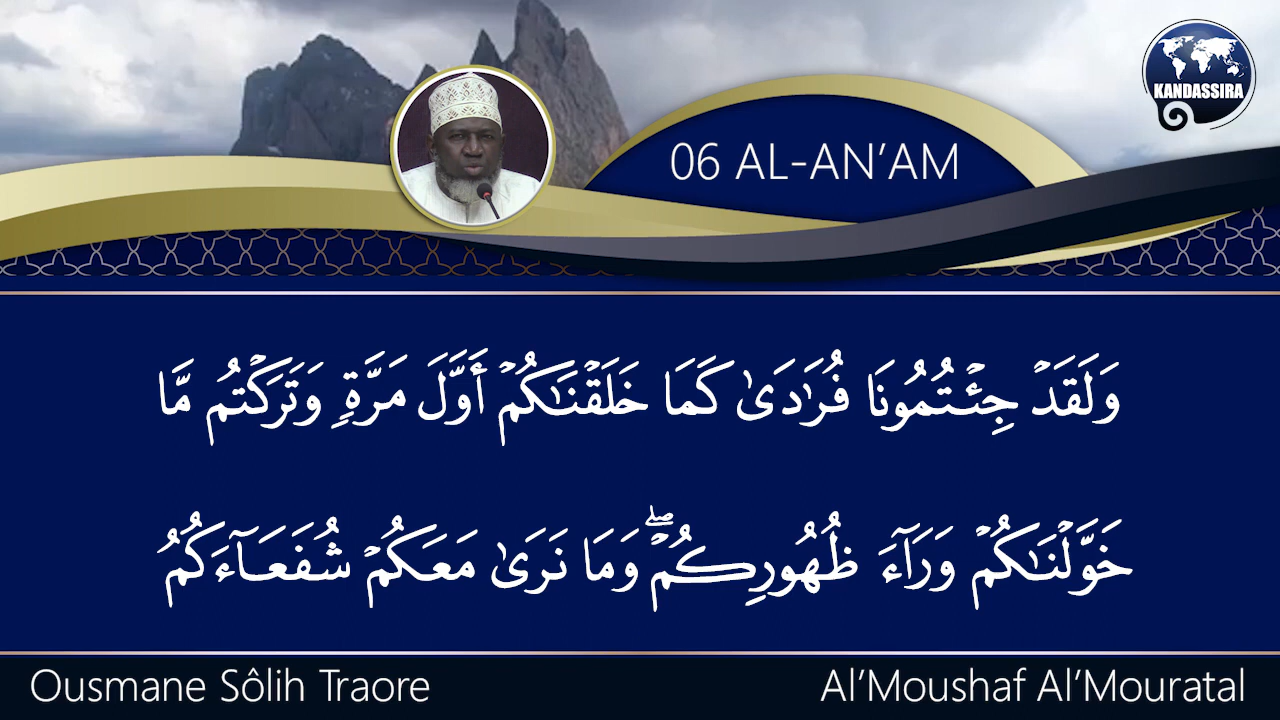 KANDASSIRA
06 AL-AN’AM
وَلَقَدۡ جِئۡتُمُونَا فُرَٰدَىٰ كَمَا خَلَقۡنَٰكُمۡ أَوَّلَ مَرَّةٖ وَتَرَكۡتُم مَّا
خَوَّلۡنَٰكُمۡ وَرَآءَ ظُهُورِكُمۡۖ وَمَا نَرَىٰ مَعَكُمۡ شُفَعَآءَكُمُ
Ousmane Sôlih Traore
Al’Moushaf Al’Mouratal